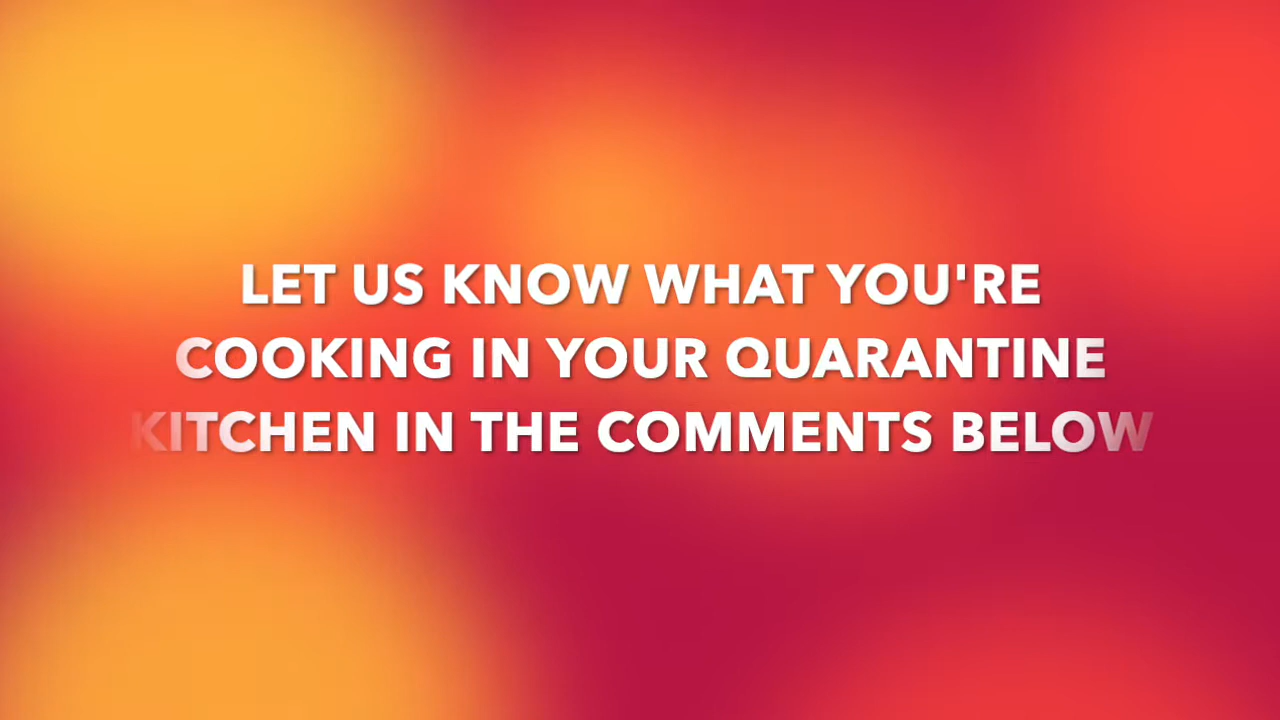 LET US KNOW WHAT YOU'RE
COOKING IN YOUR QUARANTINE
KITCHEN IN THE COMMENTS BELOW